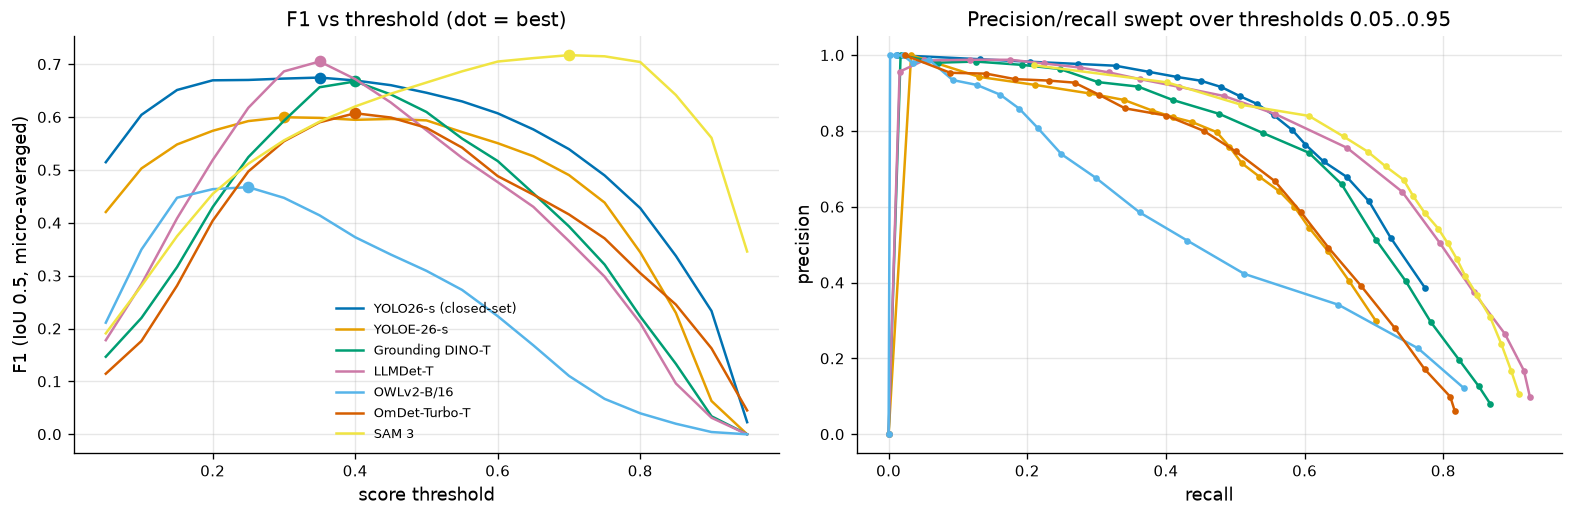 F1 vs threshold (dot = best)
F1 (IoU 0.5, micro-averaged)
0.7
0.6
0.5
0.4
0.3
0.2
0.1
0.0
YOLO26-s (closed-set)
YOLOE-26-s
Grounding DINO-T
LLMDet-T
OWLv2-B/16
OmDet-Turbo-T
SAM 3
0.2 0.4 0.6 0.8
score threshold
Precision/recall swept over thresholds 0.05..0.95
precision
1.0
0.8
0.6
0.4
0.2
0.0
0.0 0.2 0.4 0.6 0.8
recall